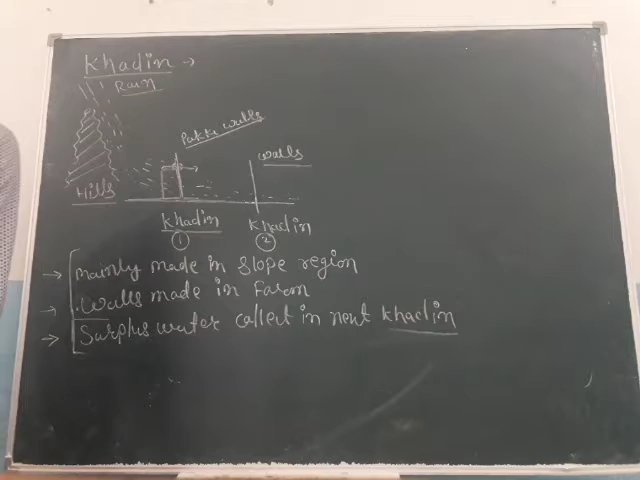 Khadin →
Rain
Pakka walls
walls
Hills
Khadin
1
Khadin
2
→ Mainly made in slope region
→ Walls made in Farm
→ Surplus water collect in next Khadin